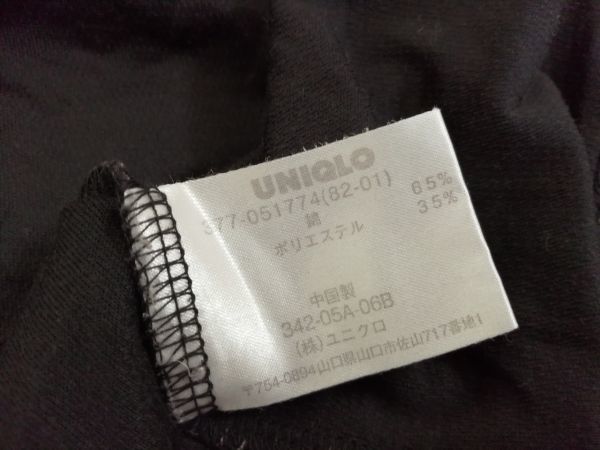 UNIQLO
377-051774(82-01)
綿 65%
ポリエステル 35%
中国製
342-05A-06B
(株)ユニクロ
〒754-0894山口県山口市佐山717番地1